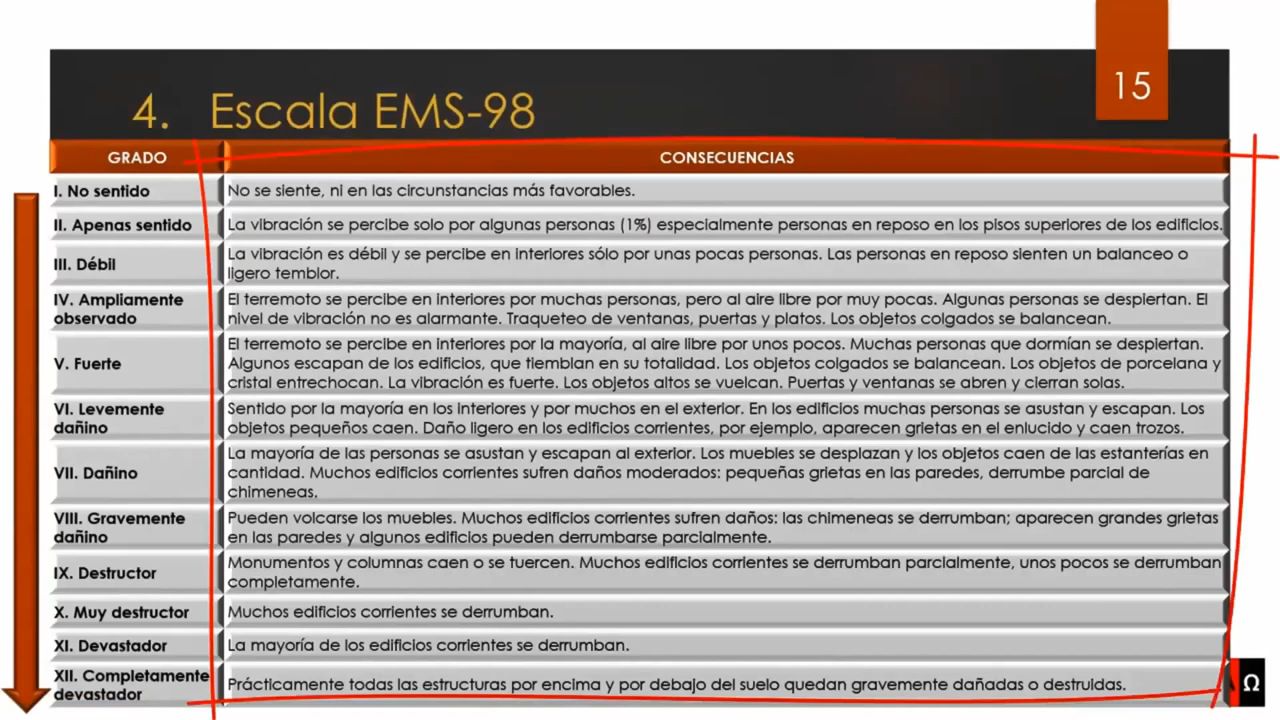 15
4. Escala EMS-98
GRADO
CONSECUENCIAS
I. No sentido
No se siente, ni en las circunstancias más favorables.
II. Apenas sentido
La vibración se percibe solo por algunas personas (1%) especialmente personas en reposo en los pisos superiores de los edificios.
III. Débil
La vibración es débil y se percibe en interiores sólo por unas pocas personas. Las personas en reposo sienten un balanceo o
ligero temblor.
IV. Ampliamente
observado
El terremoto se percibe en interiores por muchas personas, pero al aire libre por muy pocas. Algunas personas se despiertan. El
nivel de vibración no es alarmante. Traqueteo de ventanas, puertas y platos. Los objetos colgados se balancean.
V. Fuerte
El terremoto se percibe en interiores por la mayoría, al aire libre por unos pocos. Muchas personas que dormían se despiertan.
Algunos escapan de los edificios, que tiemblan en su totalidad. Los objetos colgados se balancean. Los objetos de porcelana y
cristal entrechocan. La vibración es fuerte. Los objetos altos se vuelcan. Puertas y ventanas se abren y cierran solas.
VI. Levemente
dañino
Sentido por la mayoría en los interiores y por muchos en el exterior. En los edificios muchas personas se asustan y escapan. Los
objetos pequeños caen. Daño ligero en los edificios corrientes, por ejemplo, aparecen grietas en el enlucido y caen trozos.
VII. Dañino
La mayoría de las personas se asustan y escapan al exterior. Los muebles se desplazan y los objetos caen de las estanterías en
cantidad. Muchos edificios corrientes sufren daños moderados: pequeñas grietas en las paredes, derrumbe parcial de
chimeneas.
VIII. Gravemente
dañino
Pueden volcarse los muebles. Muchos edificios corrientes sufren daños: las chimeneas se derrumban; aparecen grandes grietas
en las paredes y algunos edificios pueden derrumbarse parcialmente.
IX. Destructor
Monumentos y columnas caen o se tuercen. Muchos edificios corrientes se derrumban parcialmente, unos pocos se derrumban
completamente.
X. Muy destructor
Muchos edificios corrientes se derrumban.
XI. Devastador
La mayoría de los edificios corrientes se derrumban.
XII. Completamente
devastador
Prácticamente todas las estructuras por encima y por debajo del suelo quedan gravemente dañadas o destruidas.
Ω